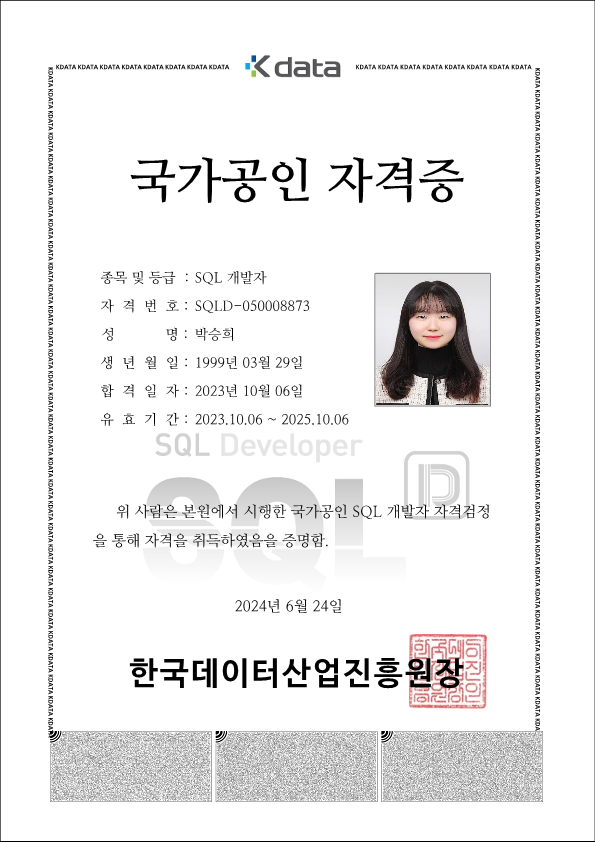 KDATA KDATA KDATA KDATA KDATA KDATA KDATA KDATA
K data
KDATA KDATA KDATA KDATA KDATA KDATA KDATA KDATA
국가공인 자격증
종목 및 등급 : SQL 개발자
자 격 번 호 : SQLD-050008873
성 명 : 박승희
생 년 월 일 : 1999년 03월 29일
합 격 일 자 : 2023년 10월 06일
유 효 기 간 : 2023.10.06 ~ 2025.10.06
SQL Developer
SQL
D
위 사람은 본원에서 시행한 국가공인 SQL 개발자 자격검정
을 통해 자격을 취득하였음을 증명함.
2024년 6월 24일
한국데이터산업진흥원장